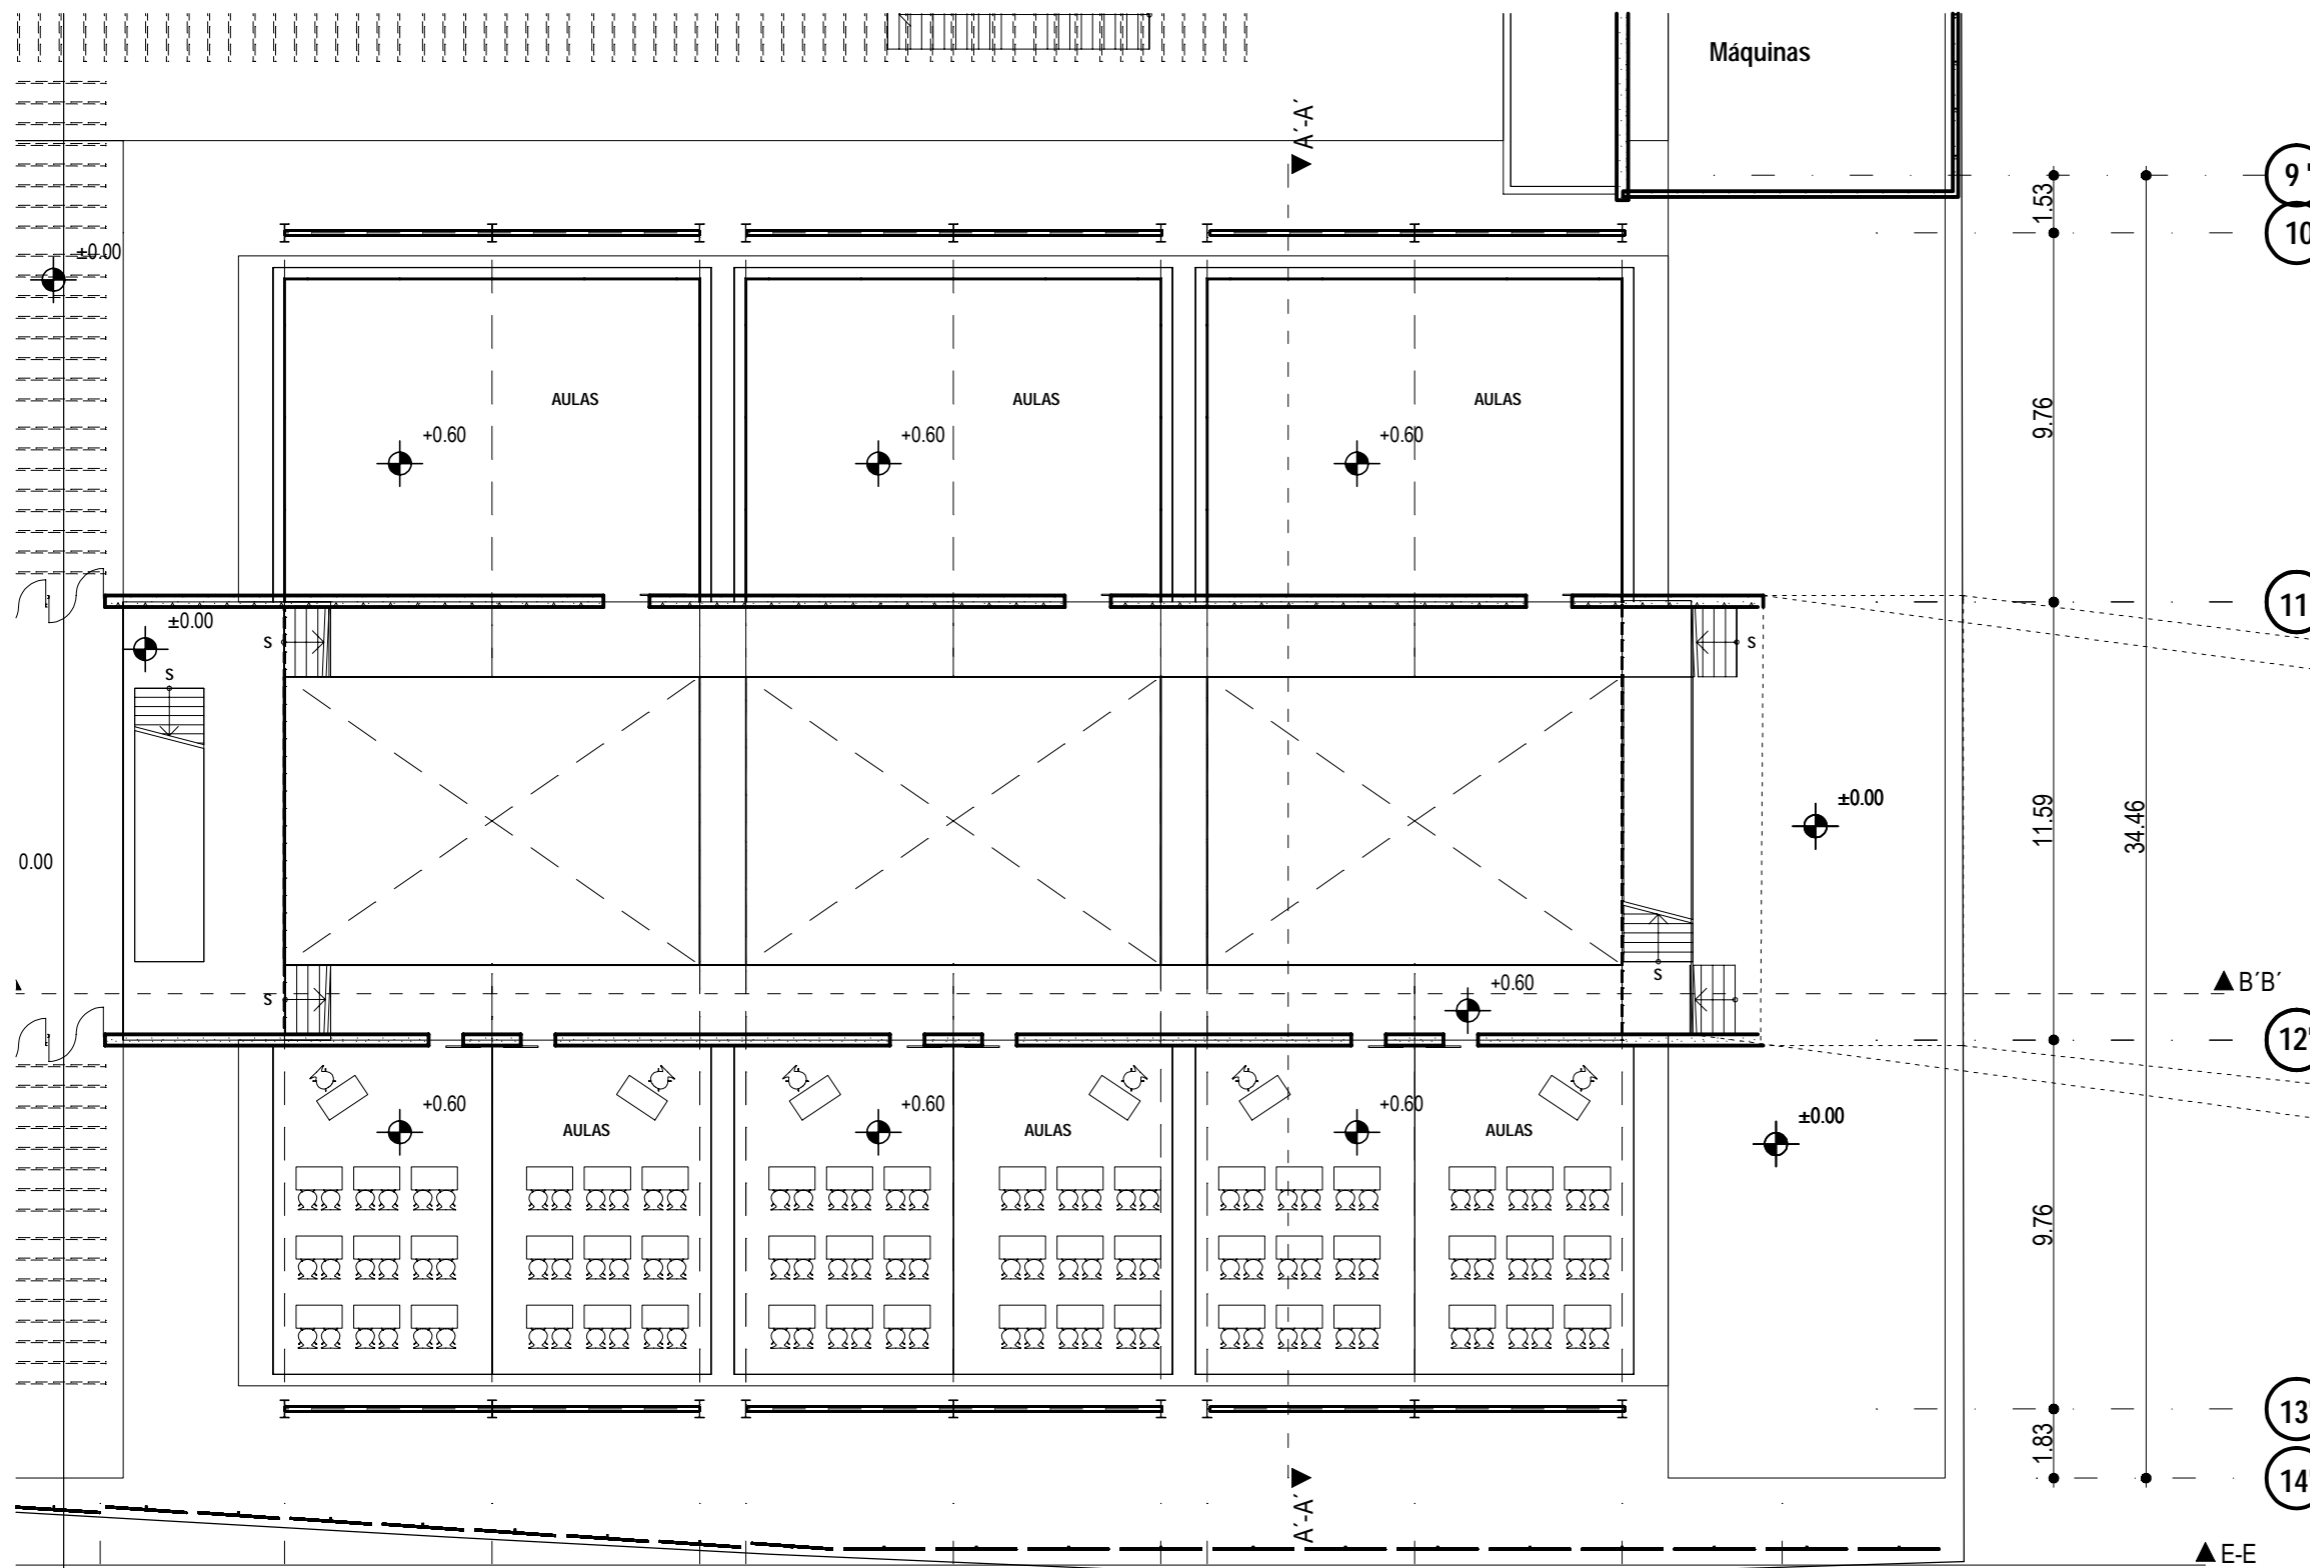 Máquinas
A´-A´
9 '
1.53
10
±0.00
AULAS
AULAS
AULAS
+0.60
+0.60
+0.60
9.76
11
±0.00
S
S
S
±0.00
11.59
34.46
0.00
S
S
+0.60
B´B´
12'
+0.60
+0.60
+0.60
±0.00
AULAS
AULAS
AULAS
9.76
13'
1.83
14'
A´-A´
E-E